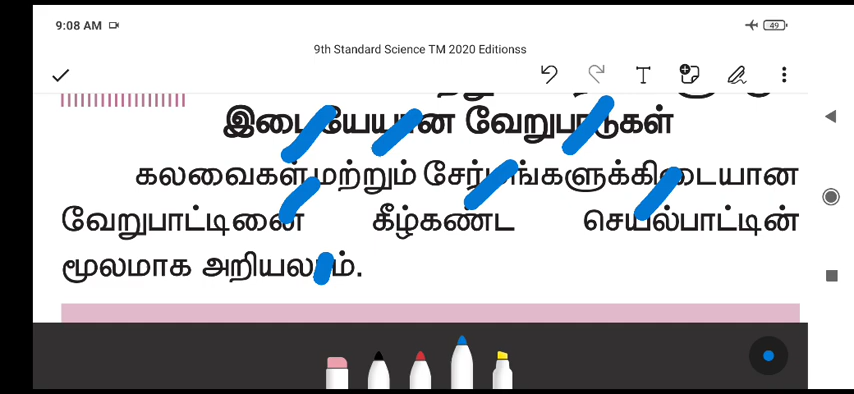 9:08 AM
49
9th Standard Science TM 2020 Editionss
இடையேயான வேறுபாடுகள்
கலவைகள் மற்றும் சேர்மங்களுக்கிடையான
வேறுபாட்டினை கீழ்கண்ட செயல்பாட்டின்
மூலமாக அறியலாம்.